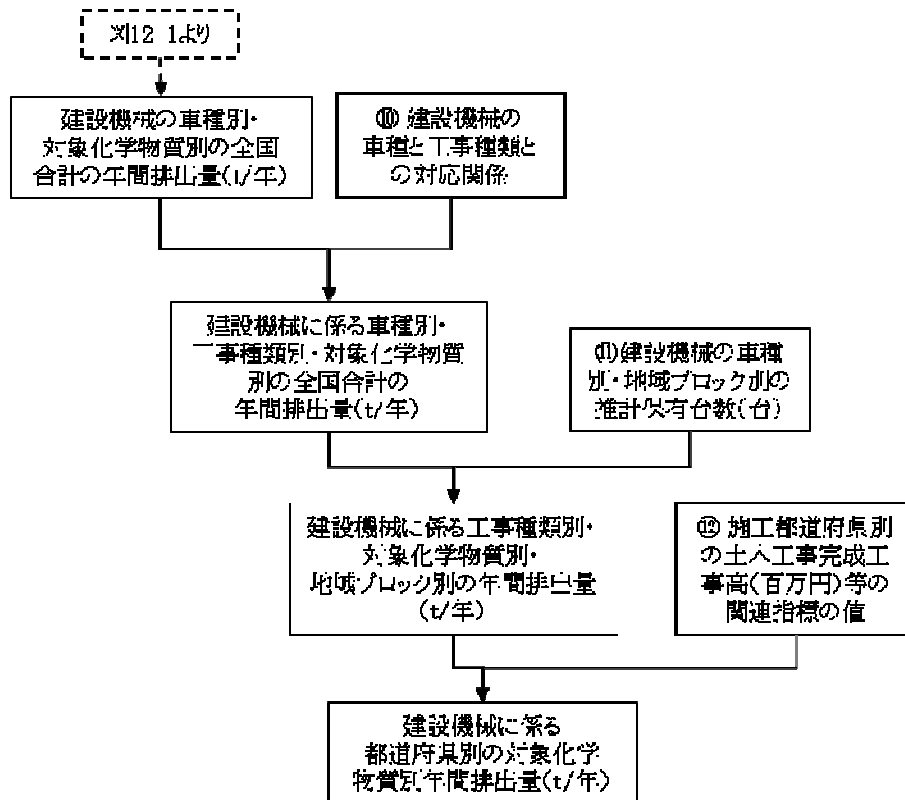 図12 1より
建設機械の車種別・
対象化学物質別の全国
合計の年間排出量(t/年)
⑩ 建設機械の
車種と工事種類と
の対応関係
建設機械に係る車種別・
工事種類別・対象化学物質
別の全国合計の
年間排出量(t/年)
⑪建設機械の車種
別・地域ブロック別の
推計保有台数(台)
建設機械に係る工事種類別・
対象化学物質別・
地域ブロック別の年間排出量
(t/年)
⑫ 施工都道府県別
の土木工事完成工
事高(百万円)等の
関連指標の値
建設機械に係る
都道府県別の対象化学
物質別年間排出量(t/年)